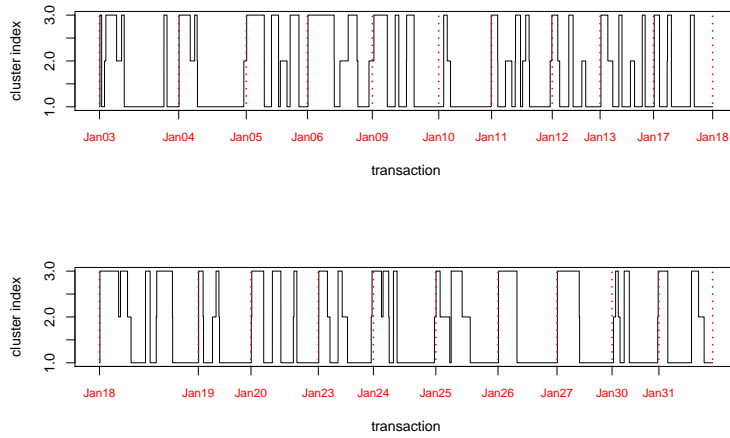 cluster index
3.0
2.0
1.0
Jan03 Jan04 Jan05 Jan06 Jan09 Jan10 Jan11 Jan12 Jan13 Jan17 Jan18
transaction
cluster index
3.0
2.0
1.0
Jan18 Jan19 Jan20 Jan23 Jan24 Jan25 Jan26 Jan27 Jan30 Jan31
transaction